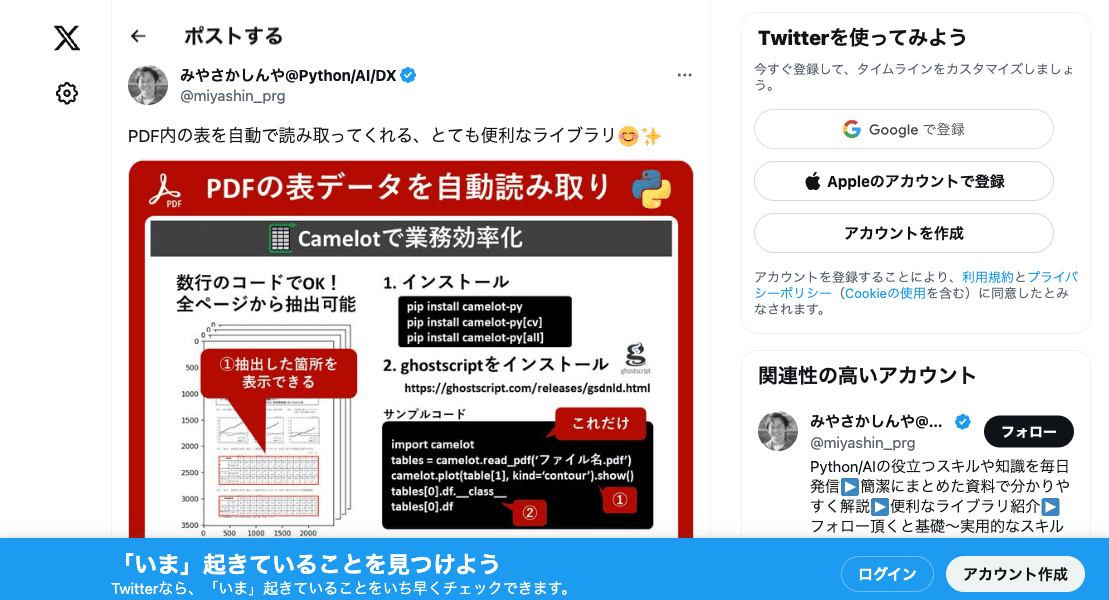 ポストする
みやさかしんや@Python/AI/DX
@miyashin_prg
PDF内の表を自動で読み取ってくれる、とても便利なライブラリ😊✨
PDF
PDFの表データを自動読み取り
Camelotで業務効率化
数行のコードでOK！
全ページから抽出可能
①抽出した箇所を
表示できる
0
0
0
0
500
1000
1500
2000
2500
3000
3500
0 500 1000 1500 2000
1. インストール
pip install camelot-py
pip install camelot-py[cv]
pip install camelot-py[all]
2. ghostscriptをインストール
ghostscript
https://ghostscript.com/releases/gsdnld.html
サンプルコード
これだけ
import camelot
tables = camelot.read_pdf('ファイル名.pdf')
camelot.plot(table[1], kind='contour').show()
tables[0].df.__class__
tables[0].df
①
②
Twitterを使ってみよう
今すぐ登録して、タイムラインをカスタマイズしましょ
う。
Google で登録
Appleのアカウントで登録
アカウントを作成
アカウントを登録することにより、利用規約とプライバ
シーポリシー（Cookieの使用を含む）に同意したとみ
なされます。
関連性の高いアカウント
みやさかしんや@...
@miyashin_prg
フォロー
Python/AIの役立つスキルや知識を毎日
発信▶️簡潔にまとめた資料で分かりや
すく解説▶️便利なライブラリ紹介▶️
フォロー頂くと基礎〜実用的なスキル
「いま」起きていることを見つけよう
Twitterなら、「いま」起きていることをいち早くチェックできます。
ログイン
アカウント作成